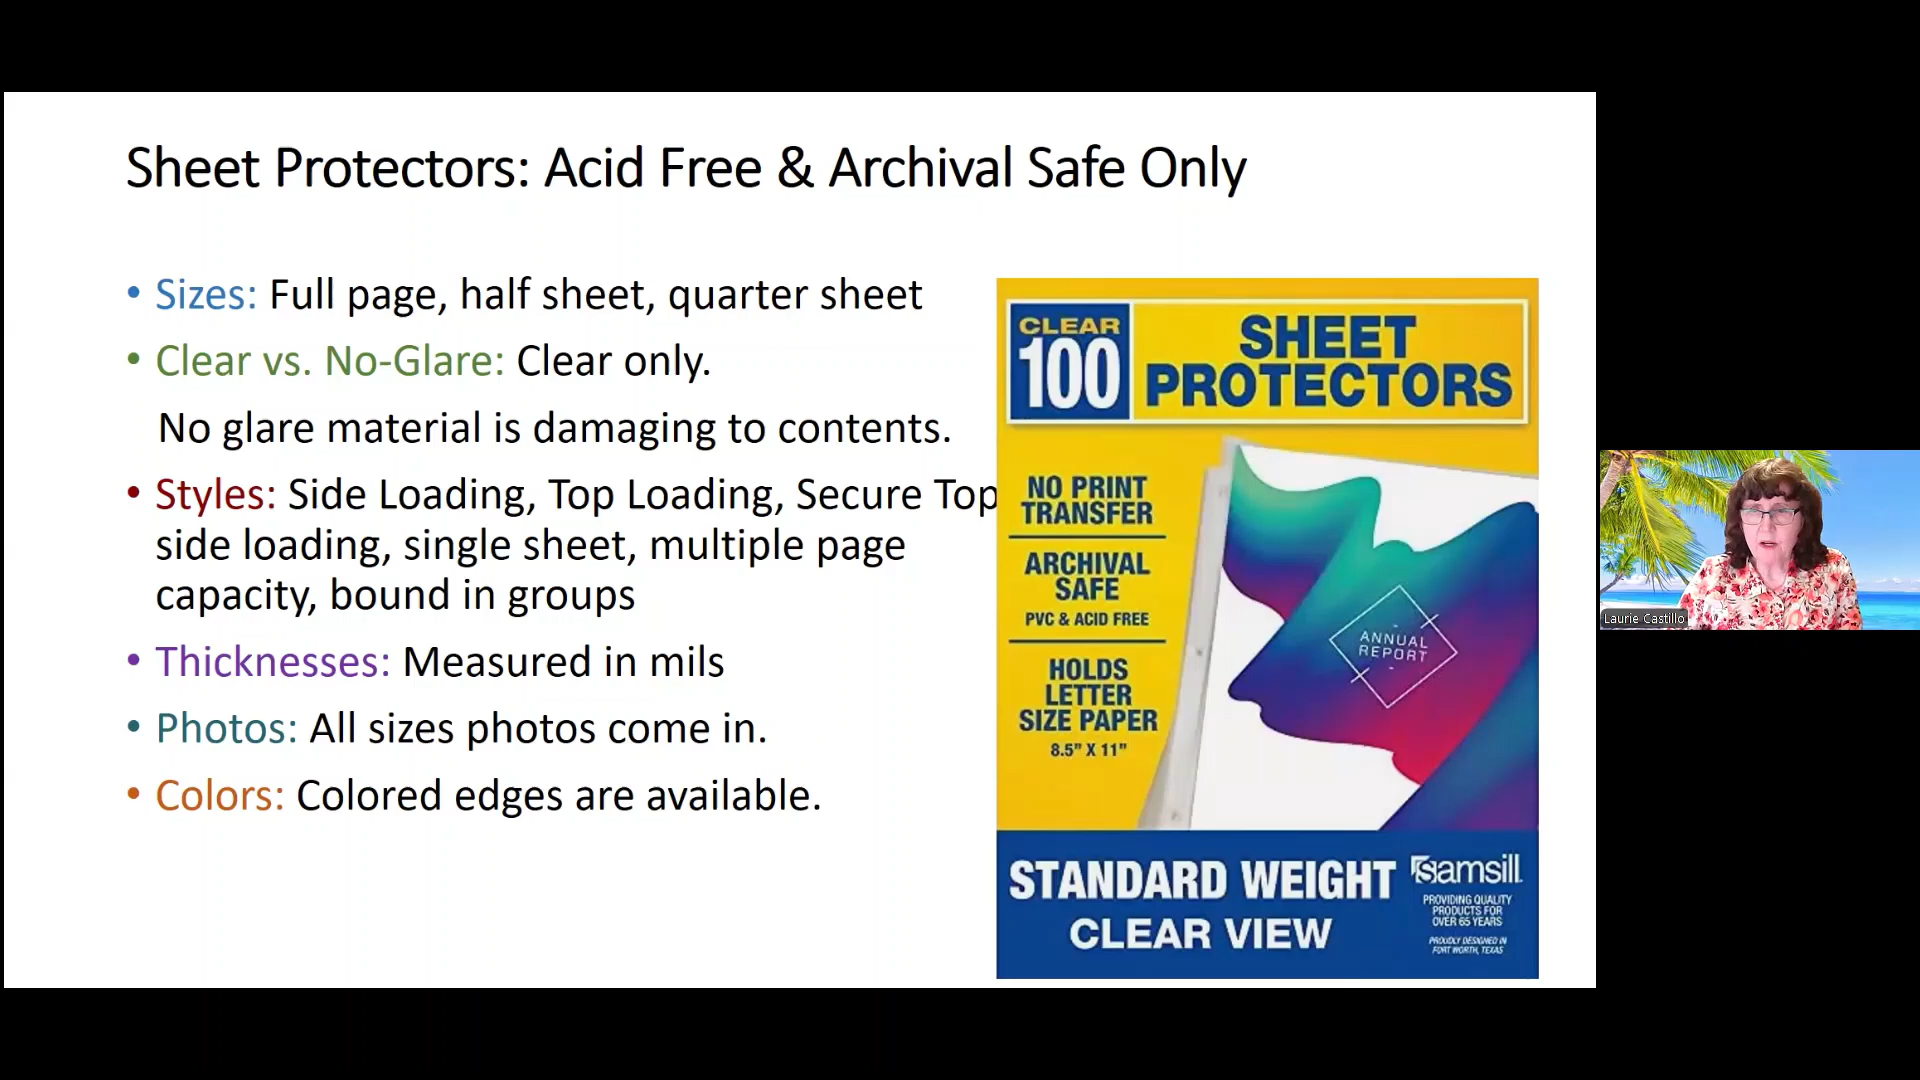 Sheet Protectors: Acid Free & Archival Safe Only
• Sizes: Full page, half sheet, quarter sheet
• Clear vs. No-Glare: Clear only.
No glare material is damaging to contents.
• Styles: Side Loading, Top Loading, Secure Top
side loading, single sheet, multiple page
capacity, bound in groups
• Thicknesses: Measured in mils
• Photos: All sizes photos come in.
• Colors: Colored edges are available.
CLEAR
100
SHEET
PROTECTORS
NO PRINT
TRANSFER
ARCHIVAL
SAFE
PVC & ACID FREE
HOLDS
LETTER
SIZE PAPER
8.5" X 11"
ANNUAL
REPORT
STANDARD WEIGHT
CLEAR VIEW
samsill
PROVIDING QUALITY
PRODUCTS FOR
OVER 65 YEARS
PROUDLY DESIGNED IN
FORT WORTH, TEXAS
Laurie Castillo